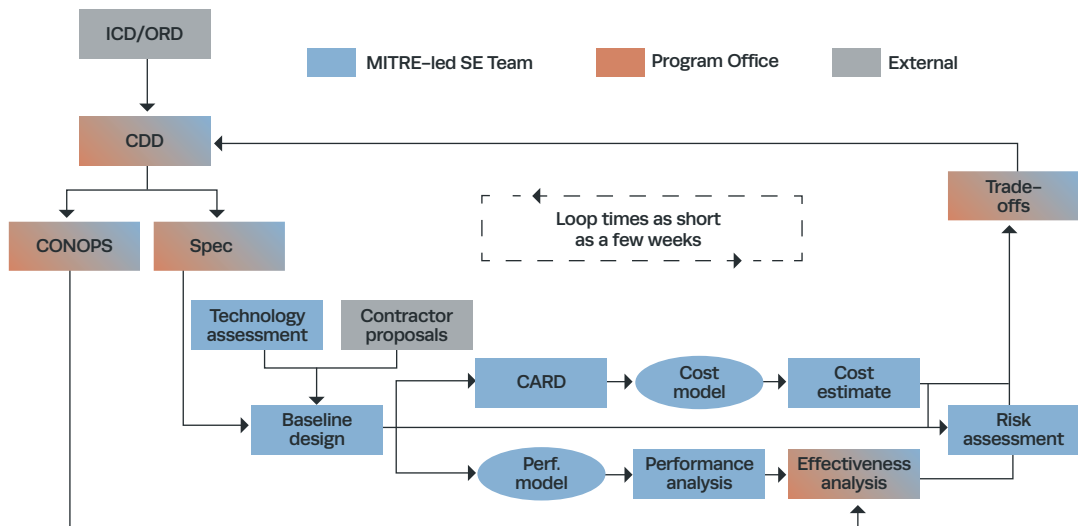 ICD/ORD
MITRE-led SE Team
Program Office
External
CDD
Trade-
offs
CONOPS
Spec
Loop times as short
as a few weeks
Technology
assessment
Contractor
proposals
CARD
Cost
model
Cost
estimate
Baseline
design
Risk
assessment
Perf.
model
Performance
analysis
Effectiveness
analysis